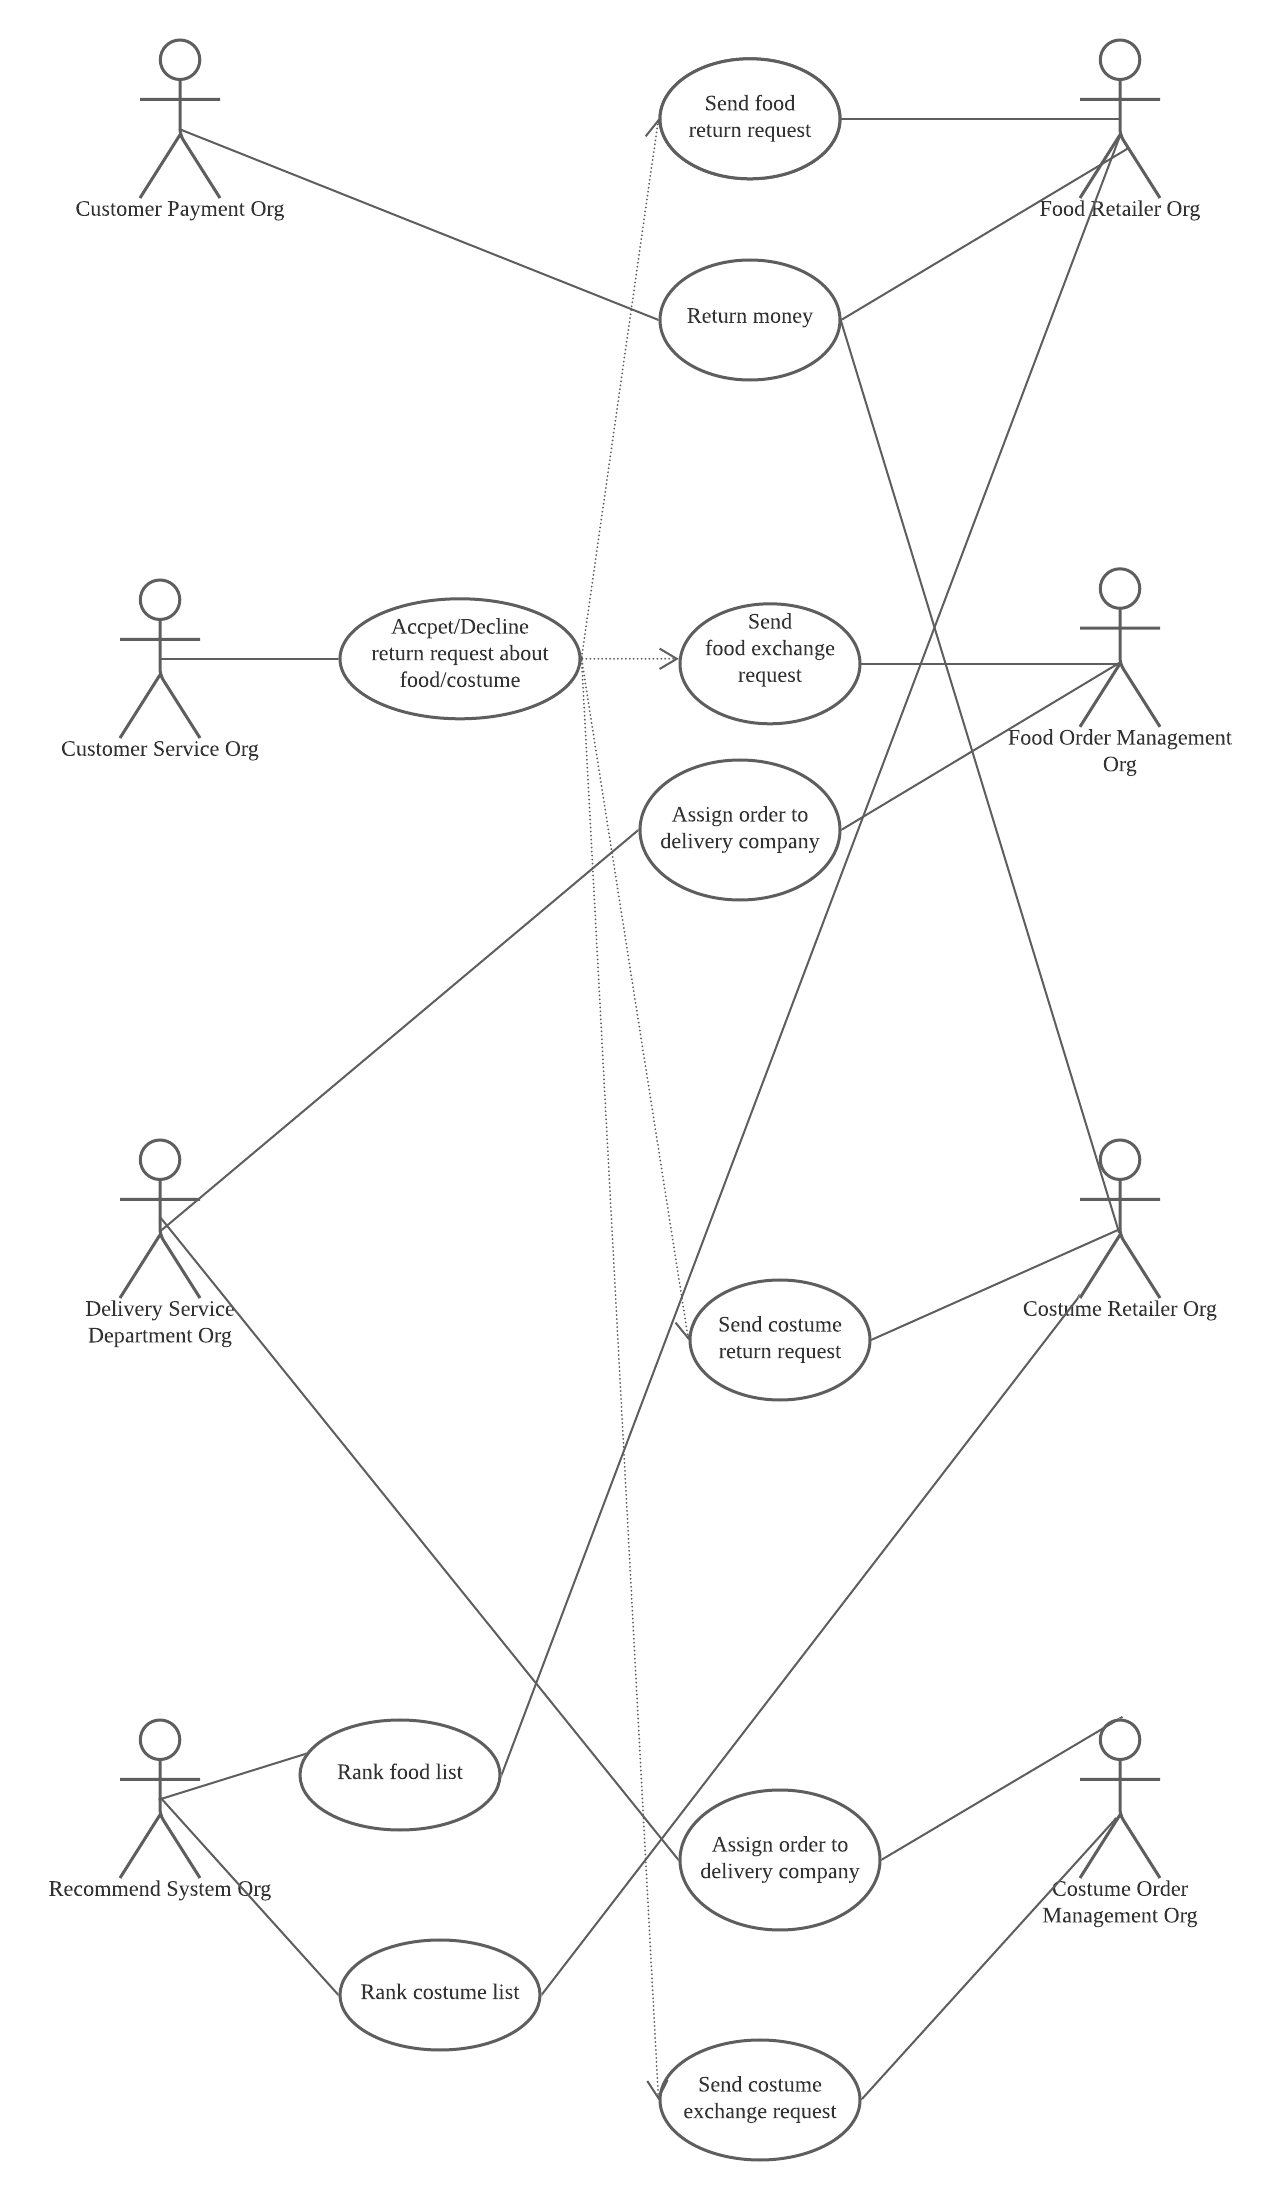 Send food
return request
Customer Payment Org
Food Retailer Org
Return money
Accpet/Decline
return request about
food/costume
Send
food exchange
request
Customer Service Org
Food Order Management
Org
Assign order to
delivery company
Delivery Service
Department Org
Costume Retailer Org
Send costume
return request
Rank food list
Recommend System Org
Assign order to
delivery company
Costume Order
Management Org
Rank costume list
Send costume
exchange request